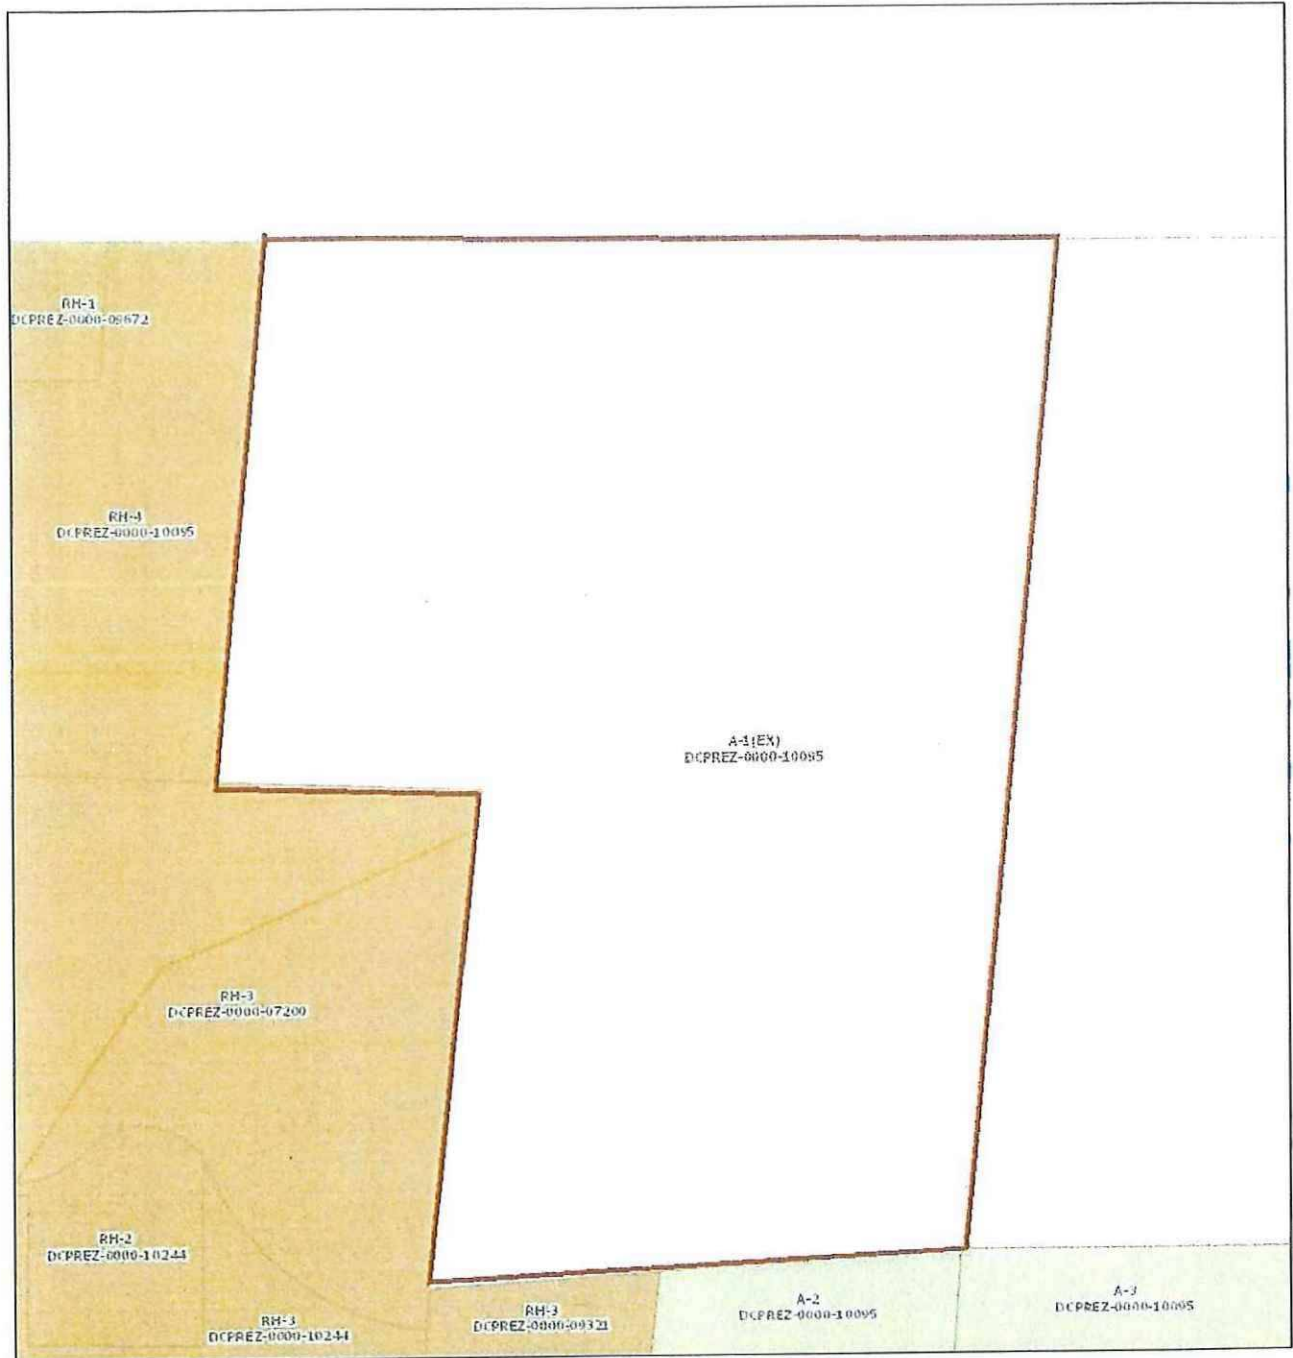 RH-1
DCPREZ-0000-09672
RH-4
DCPREZ-0000-10095
A-1(EX)
DCPREZ-0000-10095
RH-3
DCPREZ-0000-07200
RH-2
DCPREZ-0000-10244
RH-3
DCPREZ-0000-10244
RH-3
DCPREZ-0000-09321
A-2
DCPREZ-0000-10095
A-3
DCPREZ-0000-10095